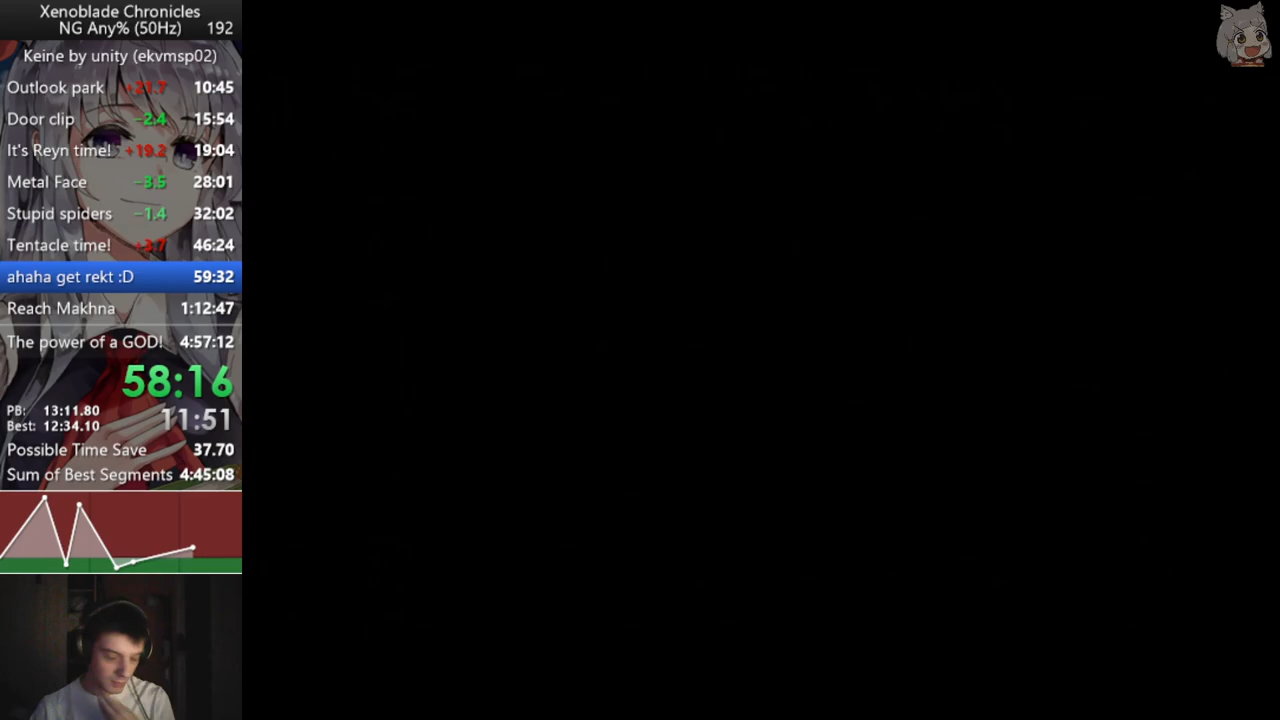 Xenoblade Chronicles
NG Any% (50Hz) 192
Keine by unity (ekvmsp02)
Outlook park +21.7 10:45
Door clip −2.4 15:54
It's Reyn time! +19.2 19:04
Metal Face −3.5 28:01
Stupid spiders −1.4 32:02
Tentacle time! +3.7 46:24
ahaha get rekt :D 59:32
Reach Makhna 1:12:47
The power of a GOD! 4:57:12
58:16
PB: 13:11.80 11:51
Best: 12:34.10
Possible Time Save 37.70
Sum of Best Segments 4:45:08